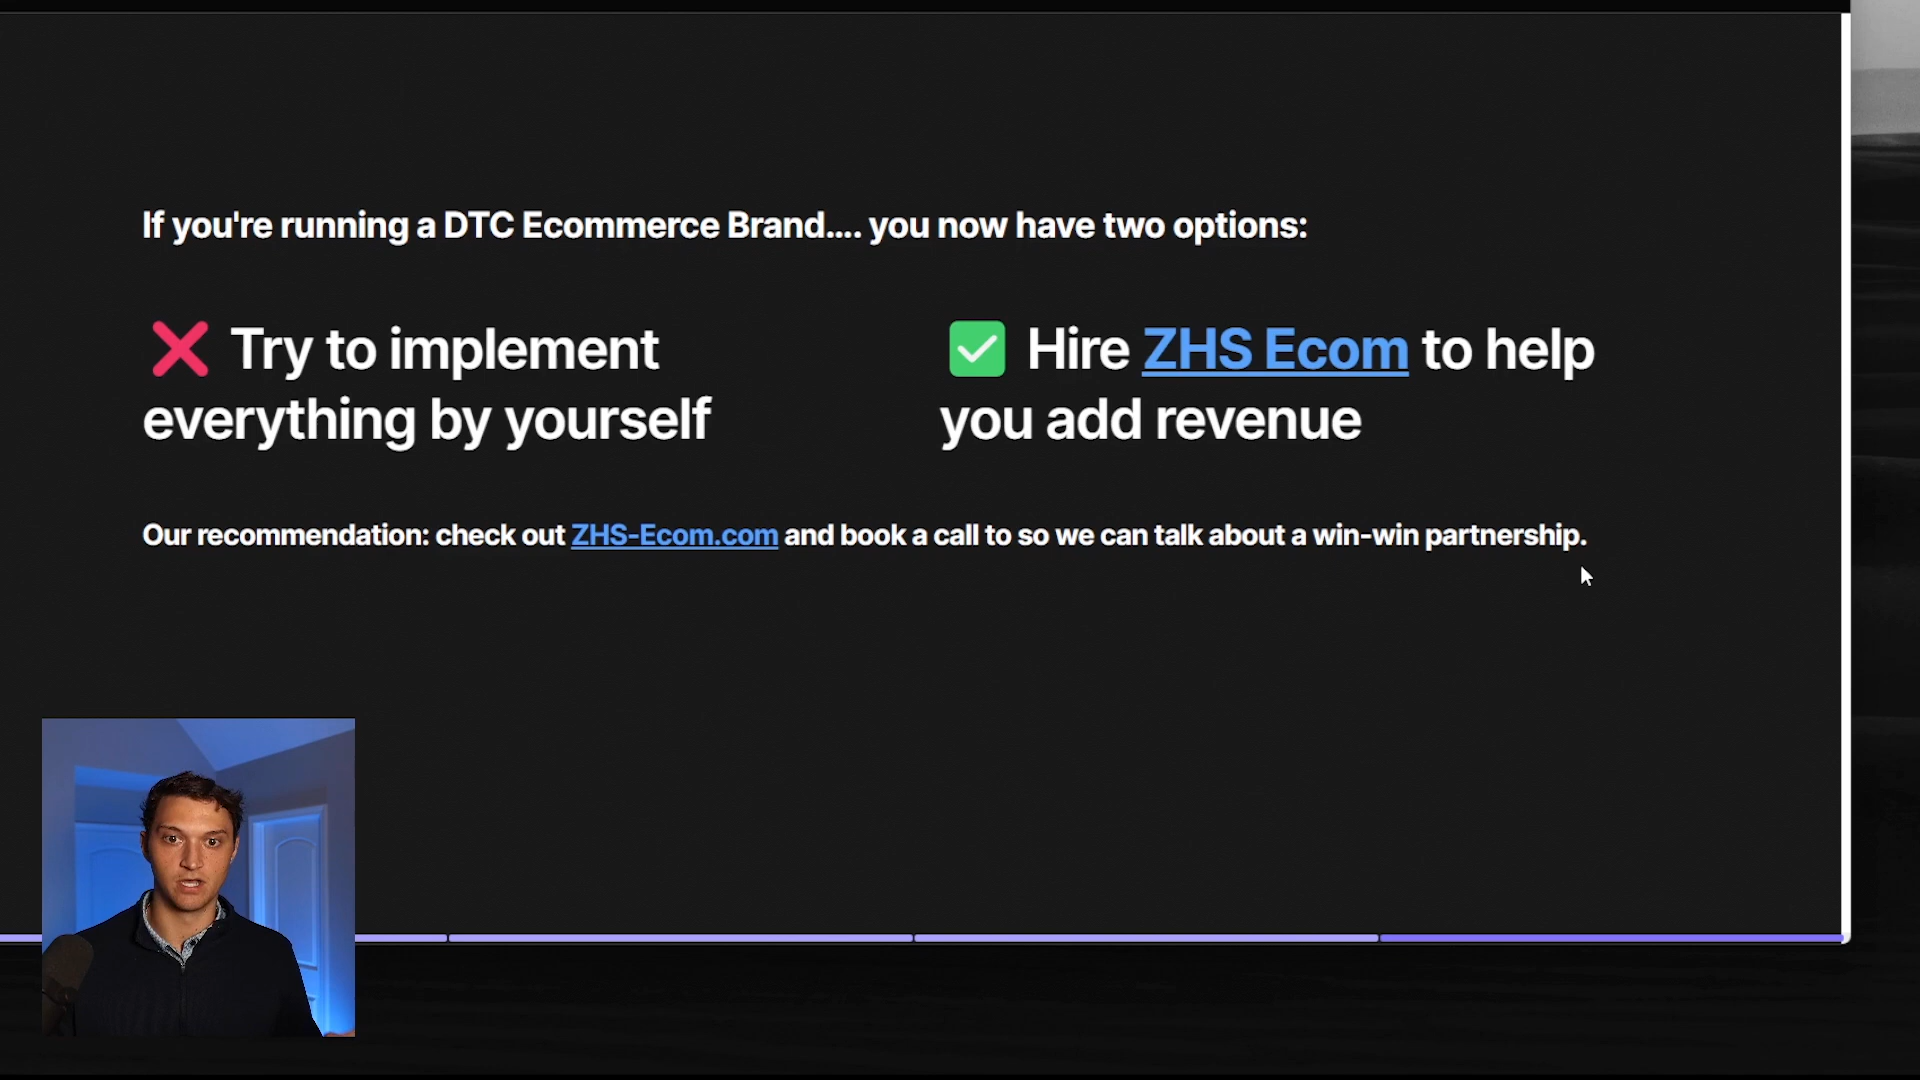 If you're running a DTC Ecommerce Brand.... you now have two options:
❌ Try to implement
everything by yourself
✅ Hire ZHS Ecom to help
you add revenue
Our recommendation: check out ZHS-Ecom.com and book a call to so we can talk about a win-win partnership.